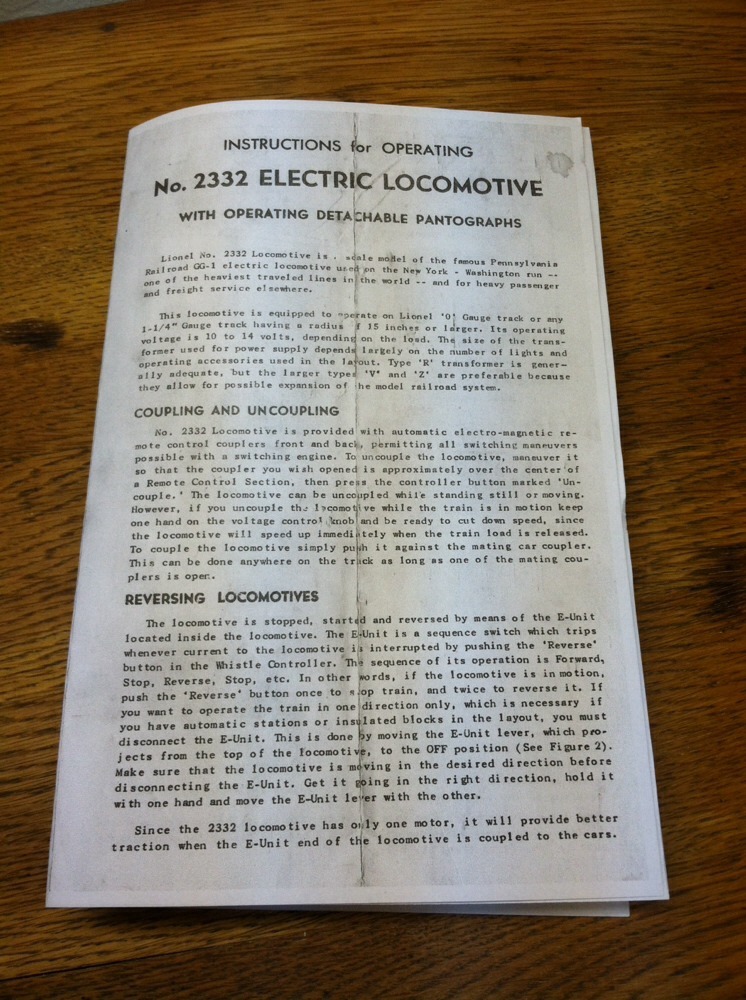 INSTRUCTIONS for OPERATING
No. 2332 ELECTRIC LOCOMOTIVE
WITH OPERATING DETACHABLE PANTOGRAPHS
Lionel No. 2332 Locomotive is . scale model of the famous Pennsylvania
Railroad GG-1 electric locomotive used on the New York - Washington run --
one of the heaviest traveled lines in the world -- and for heavy passenger
and freight service elsewhere.
This locomotive is equipped to operate on Lionel 'O' Gauge track or any
1-1/4" Gauge track having a radius f 15 inches or larger. Its operating
voltage is 10 to 14 volts, depending on the load. The size of the trans-
former used for power supply depends largely on the number of lights and
operating accessories used in the layout. Type 'R' transformer is gener-
ally adequate, but the larger types 'V' and 'Z' are preferable because
they allow for possible expansion of the model railroad system.
COUPLING AND UNCOUPLING
No. 2332 Locomotive is provided with automatic electro-magnetic re-
mote control couplers front and back, permitting all switching maneuvers
possible with a switching engine. To uncouple the locomotive, maneuver it
so that the coupler you wish opened is approximately over the center of
a Remote Control Section, then press the controller button marked 'Un-
couple.' The locomotive can be uncoupled while standing still or moving.
However, if you uncouple the locomotive while the train is in motion keep
one hand on the voltage control knob and be ready to cut down speed, since
the locomotive will speed up immediately when the train load is released.
To couple the locomotive simply push it against the mating car coupler.
This can be done anywhere on the track as long as one of the mating cou-
plers is open.
REVERSING LOCOMOTIVES
The locomotive is stopped, started and reversed by means of the E-Unit
located inside the locomotive. The E-Unit is a sequence switch which trips
whenever current to the locomotive is interrupted by pushing the 'Reverse'
button in the Whistle Controller. The sequence of its operation is Forward,
Stop, Reverse, Stop, etc. In other words, if the locomotive is in motion,
push the 'Reverse' button once to stop train, and twice to reverse it. If
you want to operate the train in one direction only, which is necessary if
you have automatic stations or insulated blocks in the layout, you must
disconnect the E-Unit. This is done by moving the E-Unit lever, which pro-
jects from the top of the locomotive, to the OFF position (See Figure 2).
Make sure that the locomotive is moving in the desired direction before
disconnecting the E-Unit. Get it going in the right direction, hold it
with one hand and move the E-Unit lever with the other.
Since the 2332 locomotive has only one motor, it will provide better
traction when the E-Unit end of the locomotive is coupled to the cars.